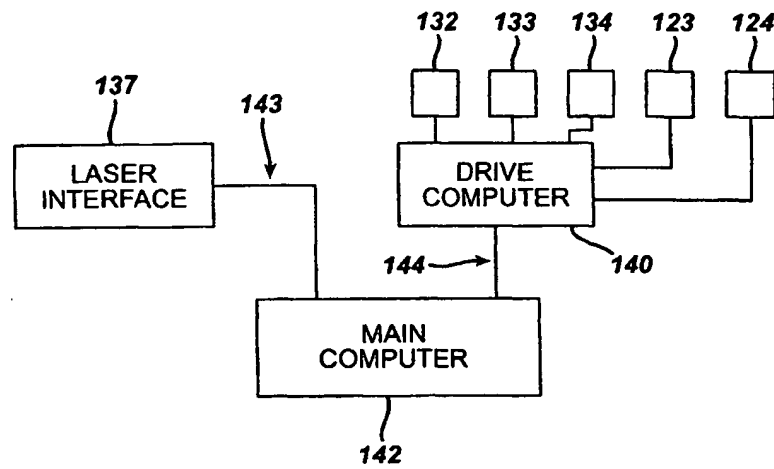 132 133 134 123 124
137
143
LASER
INTERFACE
DRIVE
COMPUTER
144
140
MAIN
COMPUTER
142